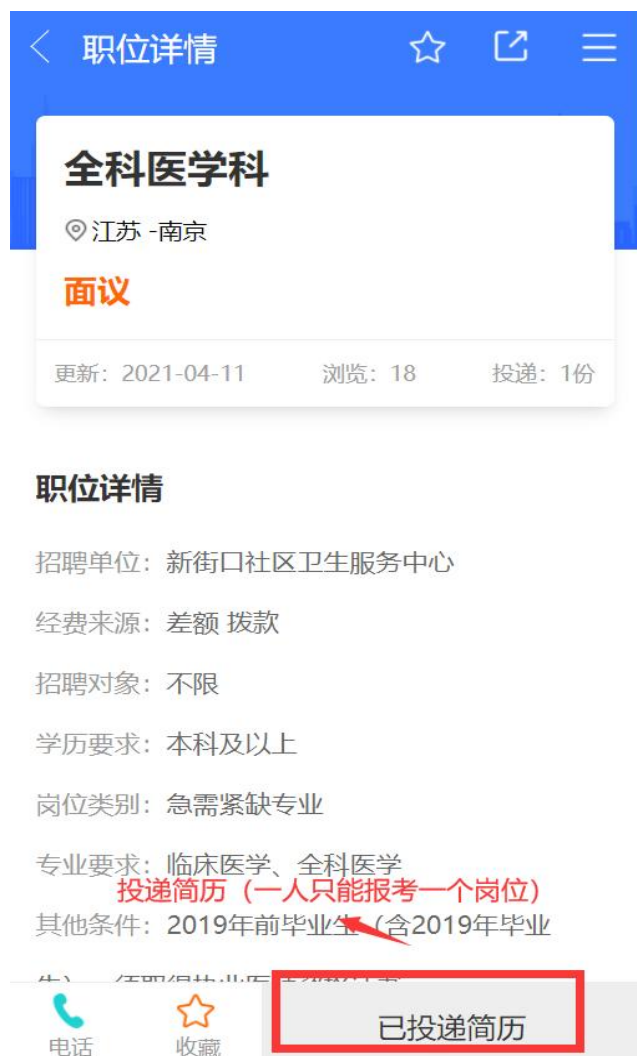 职位详情
全科医学科
江苏 -南京
面议
更新：2021-04-11 浏览：18 投递：1份
职位详情
招聘单位：新街口社区卫生服务中心
经费来源：差额 拨款
招聘对象：不限
学历要求：本科及以上
岗位类别：急需紧缺专业
专业要求：临床医学、全科医学
投递简历（一人只能报考一个岗位）
其他条件：2019年前毕业生（含2019年毕业
电话 收藏 已投递简历